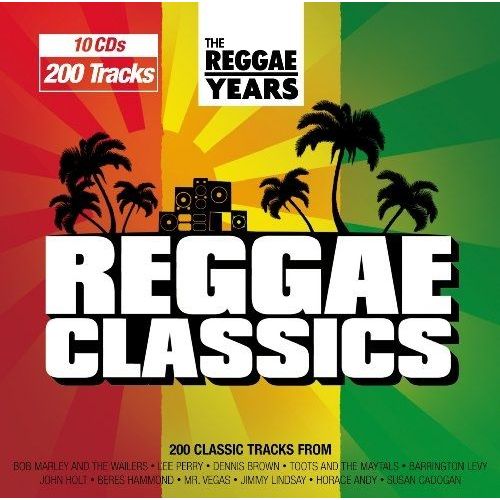 10 CDs
200 Tracks
THE
REGGAE
YEARS
REGGAE
CLASSICS
200 CLASSIC TRACKS FROM
BOB MARLEY AND THE WAILERS • LEE PERRY • DENNIS BROWN • TOOTS AND THE MAYTALS • BARRINGTON LEVY
JOHN HOLT • BERES HAMMOND • MR. VEGAS • JIMMY LINDSAY • HORACE ANDY • SUSAN CADOGAN